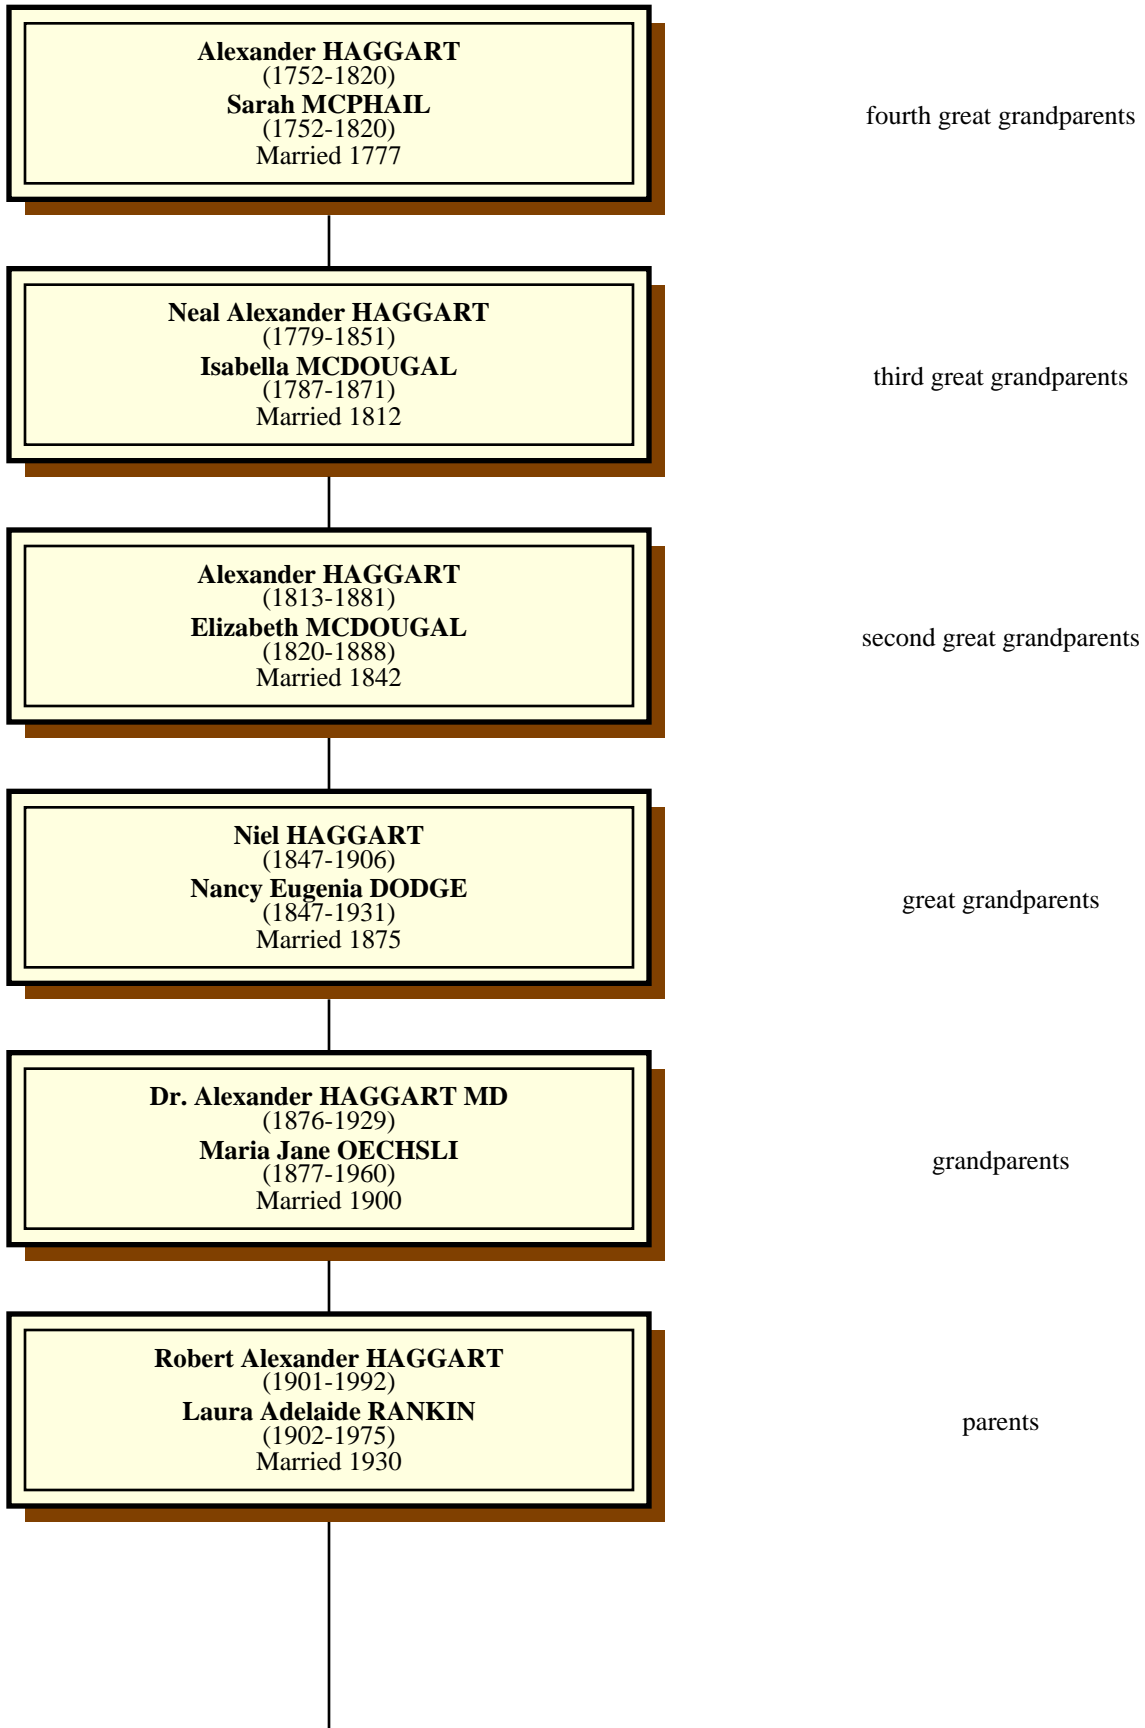 Alexander HAGGART
(1752-1820)
Sarah MCPHAIL
(1752-1820)
Married 1777
fourth great grandparents
Neal Alexander HAGGART
(1779-1851)
Isabella MCDOUGAL
(1787-1871)
Married 1812
third great grandparents
Alexander HAGGART
(1813-1881)
Elizabeth MCDOUGAL
(1820-1888)
Married 1842
second great grandparents
Niel HAGGART
(1847-1906)
Nancy Eugenia DODGE
(1847-1931)
Married 1875
great grandparents
Dr. Alexander HAGGART MD
(1876-1929)
Maria Jane OECHSLI
(1877-1960)
Married 1900
grandparents
Robert Alexander HAGGART
(1901-1992)
Laura Adelaide RANKIN
(1902-1975)
Married 1930
parents